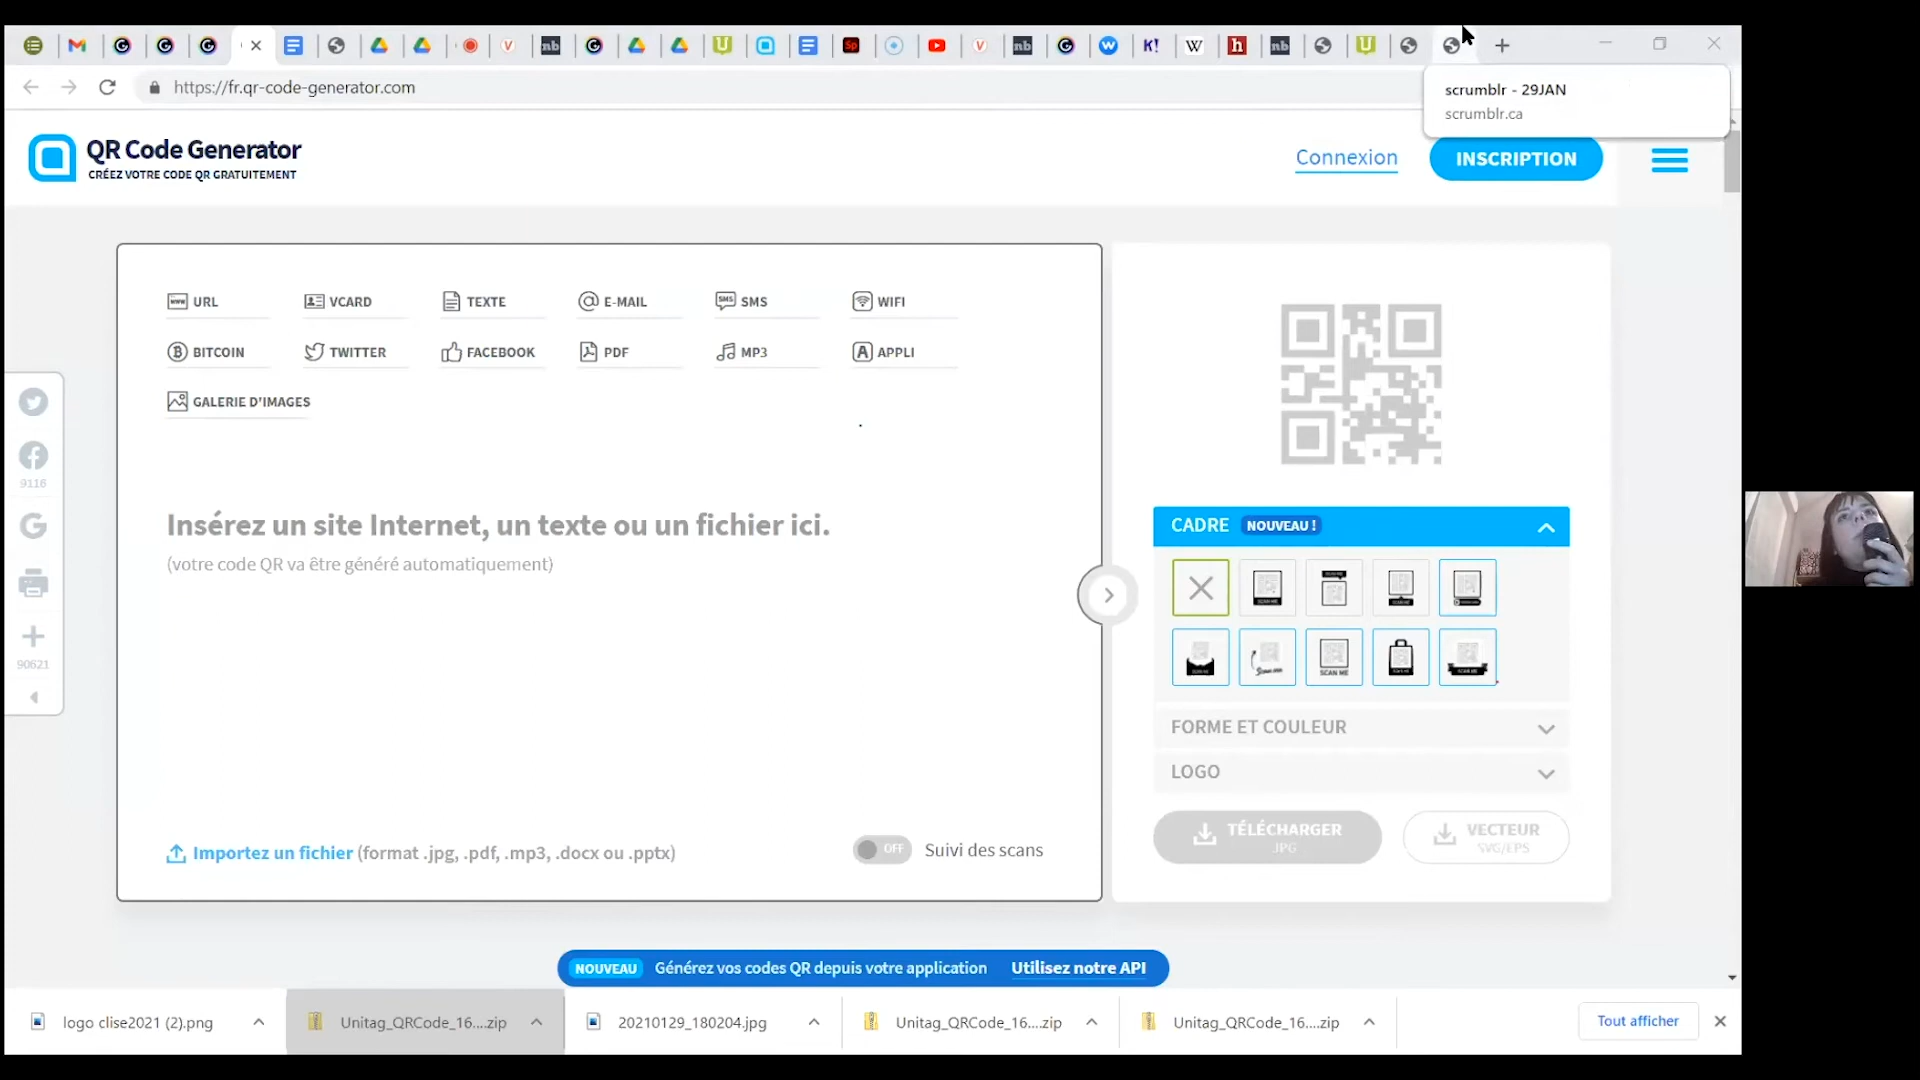 https://fr.qr-code-generator.com
scrumblr - 29JAN
scrumblr.ca
QR Code Generator
CRÉEZ VOTRE CODE QR GRATUITEMENT
Connexion
INSCRIPTION
URL
VCARD
TEXTE
E-MAIL
SMS
WIFI
BITCOIN
TWITTER
FACEBOOK
PDF
MP3
APPLI
GALERIE D'IMAGES
9116
90621
Insérez un site Internet, un texte ou un fichier ici.
(votre code QR va être généré automatiquement)
Importez un fichier (format .jpg, .pdf, .mp3, .docx ou .pptx)
OFF
Suivi des scans
CADRE NOUVEAU !
SCAN ME
FORME ET COULEUR
LOGO
TÉLÉCHARGER
JPG
VECTEUR
SVG/EPS
NOUVEAU Générez vos codes QR depuis votre application Utilisez notre API
logo clise2021 (2).png
Unitag_QRCode_16....zip
20210129_180204.jpg
Unitag_QRCode_16....zip
Unitag_QRCode_16....zip
Tout afficher